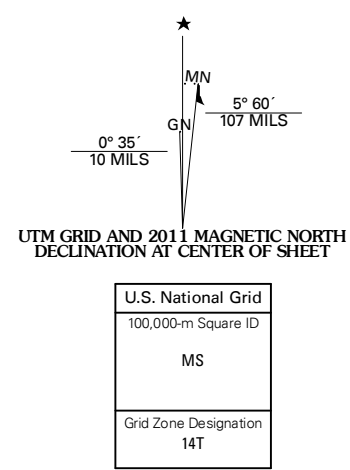 ★
MN
5° 60´
107 MILS
GN
0° 35´
10 MILS
UTM GRID AND 2011 MAGNETIC NORTH
DECLINATION AT CENTER OF SHEET
U.S. National Grid
100,000-m Square ID
MS
Grid Zone Designation
14T